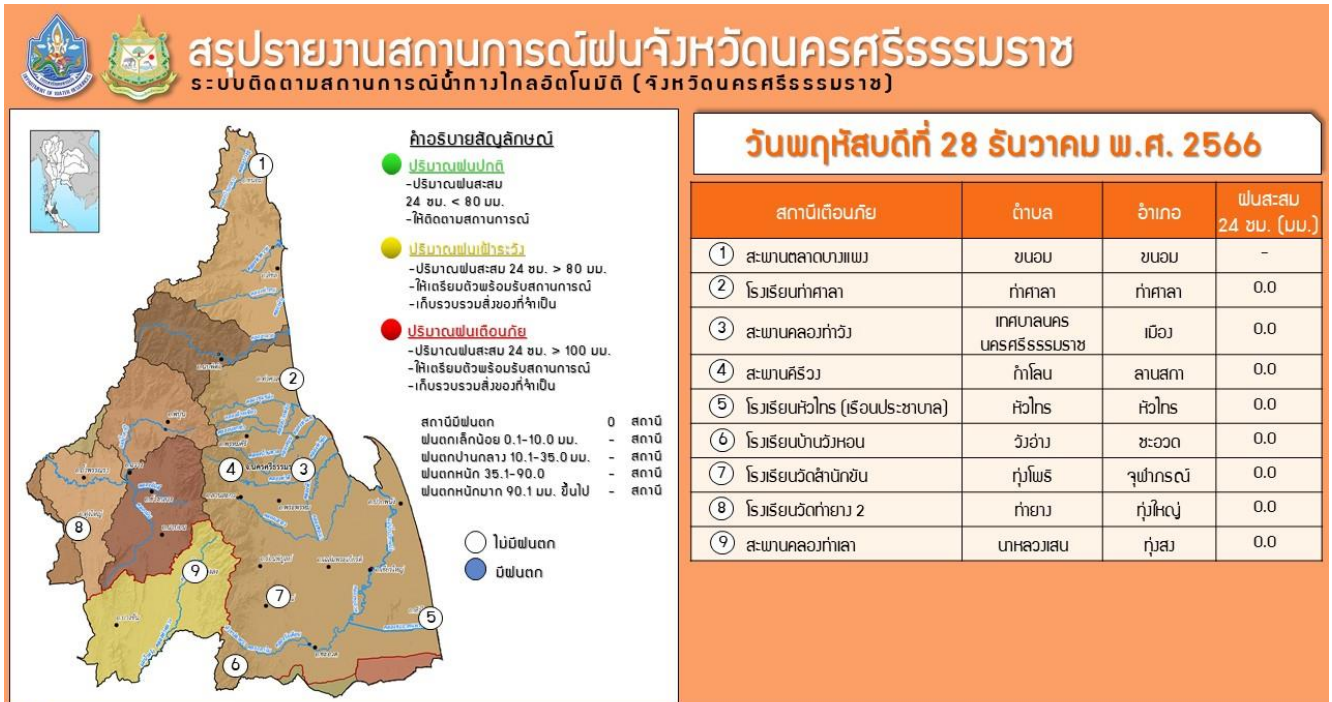 สรุปรายงานสถานการณ์ฝนจังหวัดนครศรีธรรมราช
ระบบติดตามสถานการณ์น้ำทางไกลอัตโนมัติ (จังหวัดนครศรีธรรมราช)
คำอธิบายสัญลักษณ์
ปริมาณฝนปกติ
-ปริมาณฝนสะสม
24 ชม. < 80 มม.
-ให้ติดตามสถานการณ์
ปริมาณฝนเฝ้าระวัง
-ปริมาณฝนสะสม 24 ชม. > 80 มม.
-ให้เตรียมตัวพร้อมรับสถานการณ์
-เก็บรวบรวมสิ่งของที่จำเป็น
ปริมาณฝนเตือนภัย
-ปริมาณฝนสะสม 24 ชม. > 100 มม.
-ให้เตรียมตัวพร้อมรับสถานการณ์
-เก็บรวบรวมสิ่งของที่จำเป็น
สถานีมีฝนตก 0 สถานี
ฝนตกเล็กน้อย 0.1-10.0 มม. - สถานี
ฝนตกปานกลาง 10.1-35.0 มม. - สถานี
ฝนตกหนัก 35.1-90.0 - สถานี
ฝนตกหนักมาก 90.1 มม. ขึ้นไป - สถานี
ไม่มีฝนตก
มีฝนตก
1
2
4
อ.นครศรีธรรมราช
3
8
9
7
5
6
วันพฤหัสบดีที่ 28 ธันวาคม พ.ศ. 2566
สถานีเตือนภัย ตำบล อำเภอ ฝนสะสม
24 ชม. (มม.)
1 สะพานตลาดบางแพง ขนอม ขนอม -
2 โรงเรียนท่าศาลา ท่าศาลา ท่าศาลา 0.0
3 สะพานคลองท่าวัง เทศบาลนคร
นครศรีธรรมราช เมือง 0.0
4 สะพานคีรีวง กำโลน ลานสกา 0.0
5 โรงเรียนหัวไทร (เรือนประชาบาล) หัวไทร หัวไทร 0.0
6 โรงเรียนบ้านวังหอน วังอ่าง ชะอวด 0.0
7 โรงเรียนวัดสำนักขัน ทุ่งโพธิ จุฬาภรณ์ 0.0
8 โรงเรียนวัดท่ายาง 2 ท่ายาง ทุ่งใหญ่ 0.0
9 สะพานคลองท่าเลา นาหลวงเสน ทุ่งสง 0.0